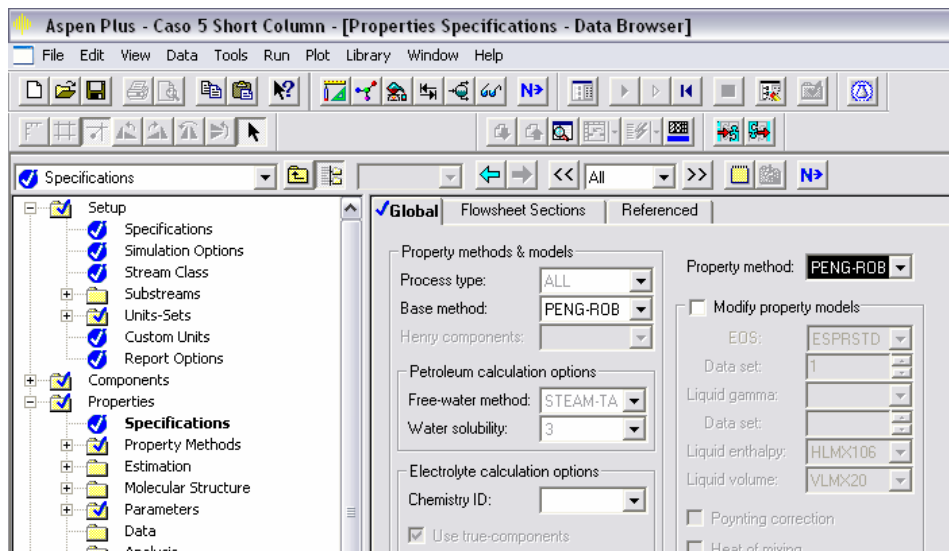 Aspen Plus - Caso 5 Short Column - [Properties Specifications - Data Browser]
File Edit View Data Tools Run Plot Library Window Help
N>
Specifications
<< All >> N>
Setup
Specifications
Simulation Options
Stream Class
Substreams
Units-Sets
Custom Units
Report Options
Components
Properties
Specifications
Property Methods
Estimation
Molecular Structure
Parameters
Data
Analysis
Global Flowsheet Sections Referenced
Property methods & models
Process type: ALL
Base method: PENG-ROB
Henry components:
Petroleum calculation options
Free-water method: STEAM-TA
Water solubility: 3
Electrolyte calculation options
Chemistry ID:
Use true-components
Property method: PENG-ROB
Modify property models
EOS: ESPRSTD
Data set: 1
Liquid gamma:
Data set:
Liquid enthalpy: HLMX106
Liquid volume: VLMX20
Poynting correction
Heat of mixing